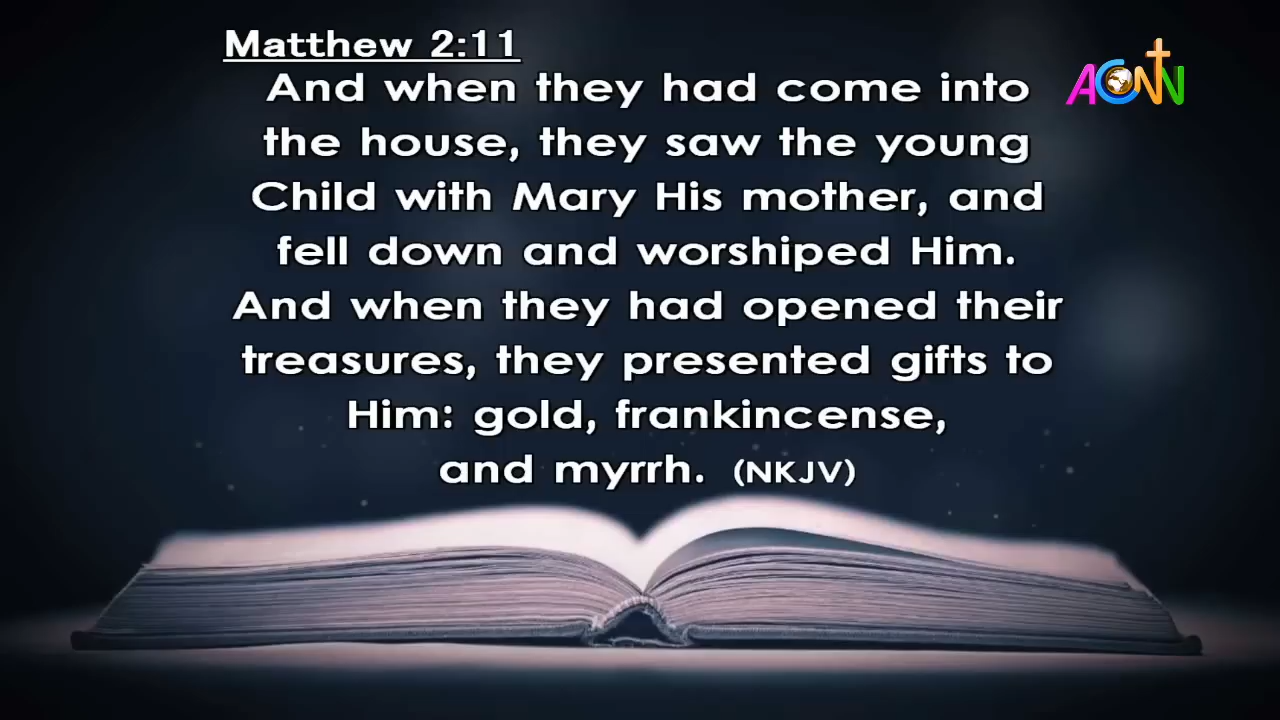 Matthew 2:11
And when they had come into
the house, they saw the young
Child with Mary His mother, and
fell down and worshiped Him.
And when they had opened their
treasures, they presented gifts to
Him: gold, frankincense,
and myrrh. (NKJV)
ACNN